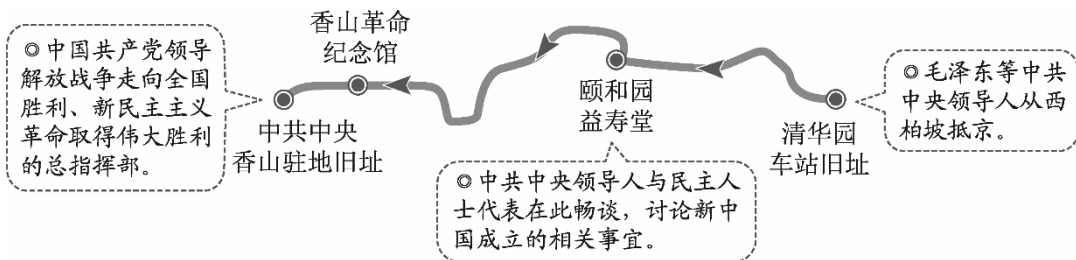 ◎中国共产党领导
解放战争走向全国
胜利、新民主主义
革命取得伟大胜利
的总指挥部。
香山革命
纪念馆
中共中央
香山驻地旧址
颐和园
益寿堂
◎中共中央领导人与民主人
士代表在此畅谈，讨论新中
国成立的相关事宜。
清华园
车站旧址
◎毛泽东等中共
中央领导人从西
柏坡抵京。